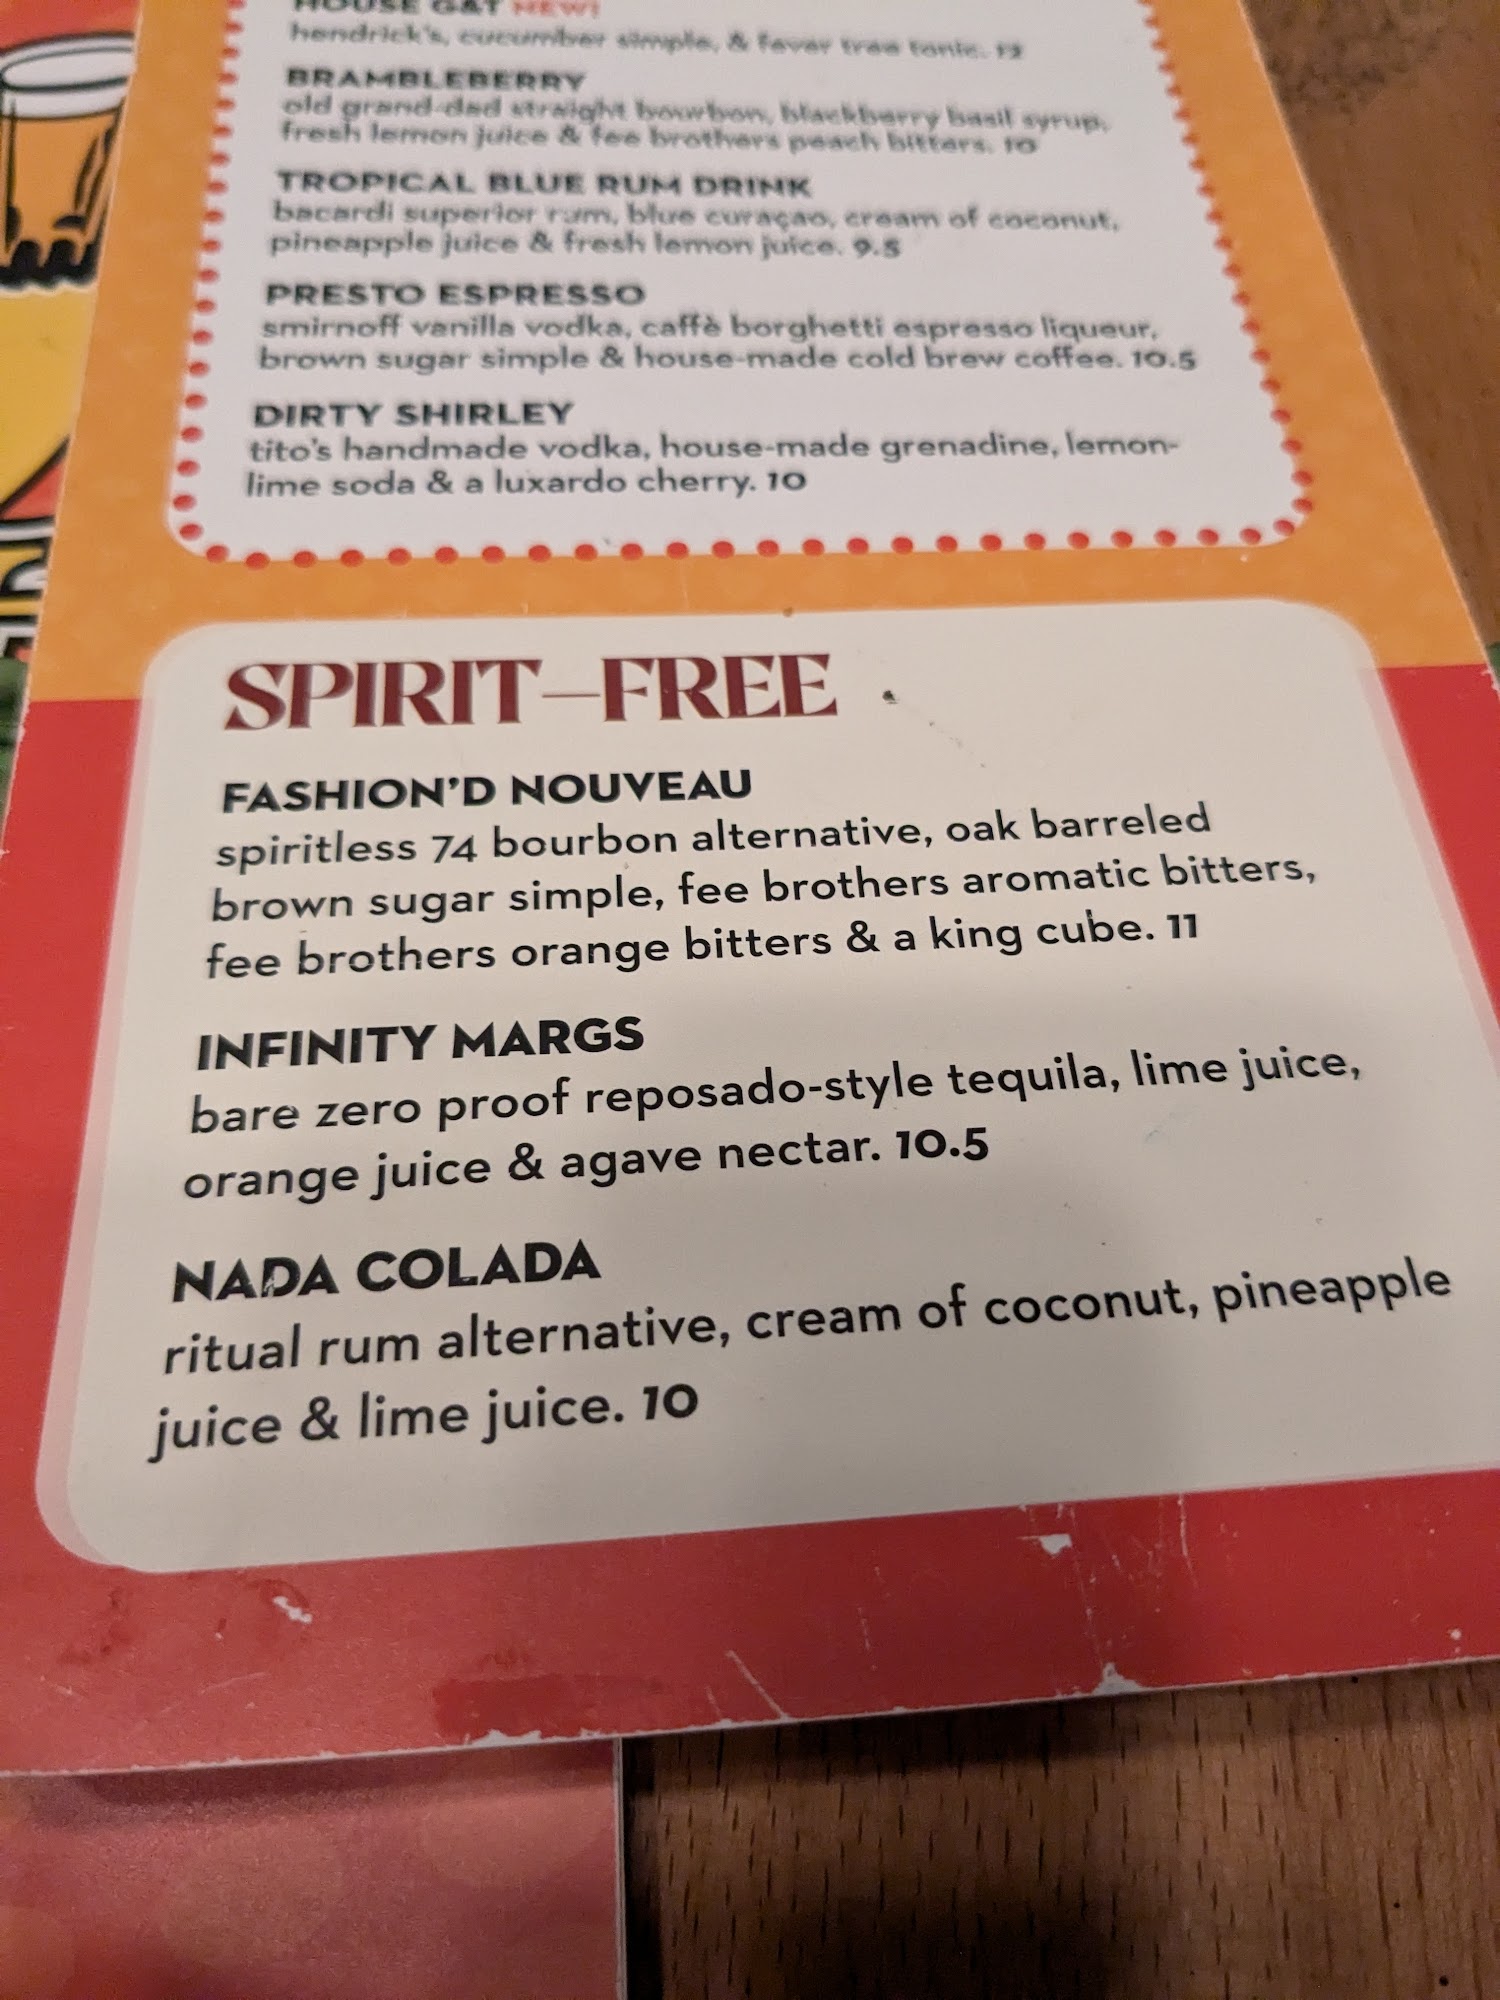 HOUSE G&T NEW!
hendrick's, cucumber simple, & fever tree tonic. 12
BRAMBLEBERRY
old grand-dad straight bourbon, blackberry basil syrup,
fresh lemon juice & fee brothers peach bitters. 10
TROPICAL BLUE RUM DRINK
bacardi superior rum, blue curaçao, cream of coconut,
pineapple juice & fresh lemon juice. 9.5
PRESTO ESPRESSO
smirnoff vanilla vodka, caffè borghetti espresso liqueur,
brown sugar simple & house-made cold brew coffee. 10.5
DIRTY SHIRLEY
tito's handmade vodka, house-made grenadine, lemon-
lime soda & a luxardo cherry. 10
SPIRIT-FREE
FASHION'D NOUVEAU
spiritless 74 bourbon alternative, oak barreled
brown sugar simple, fee brothers aromatic bitters,
fee brothers orange bitters & a king cube. 11
INFINITY MARGS
bare zero proof reposado-style tequila, lime juice,
orange juice & agave nectar. 10.5
NADA COLADA
ritual rum alternative, cream of coconut, pineapple
juice & lime juice. 10